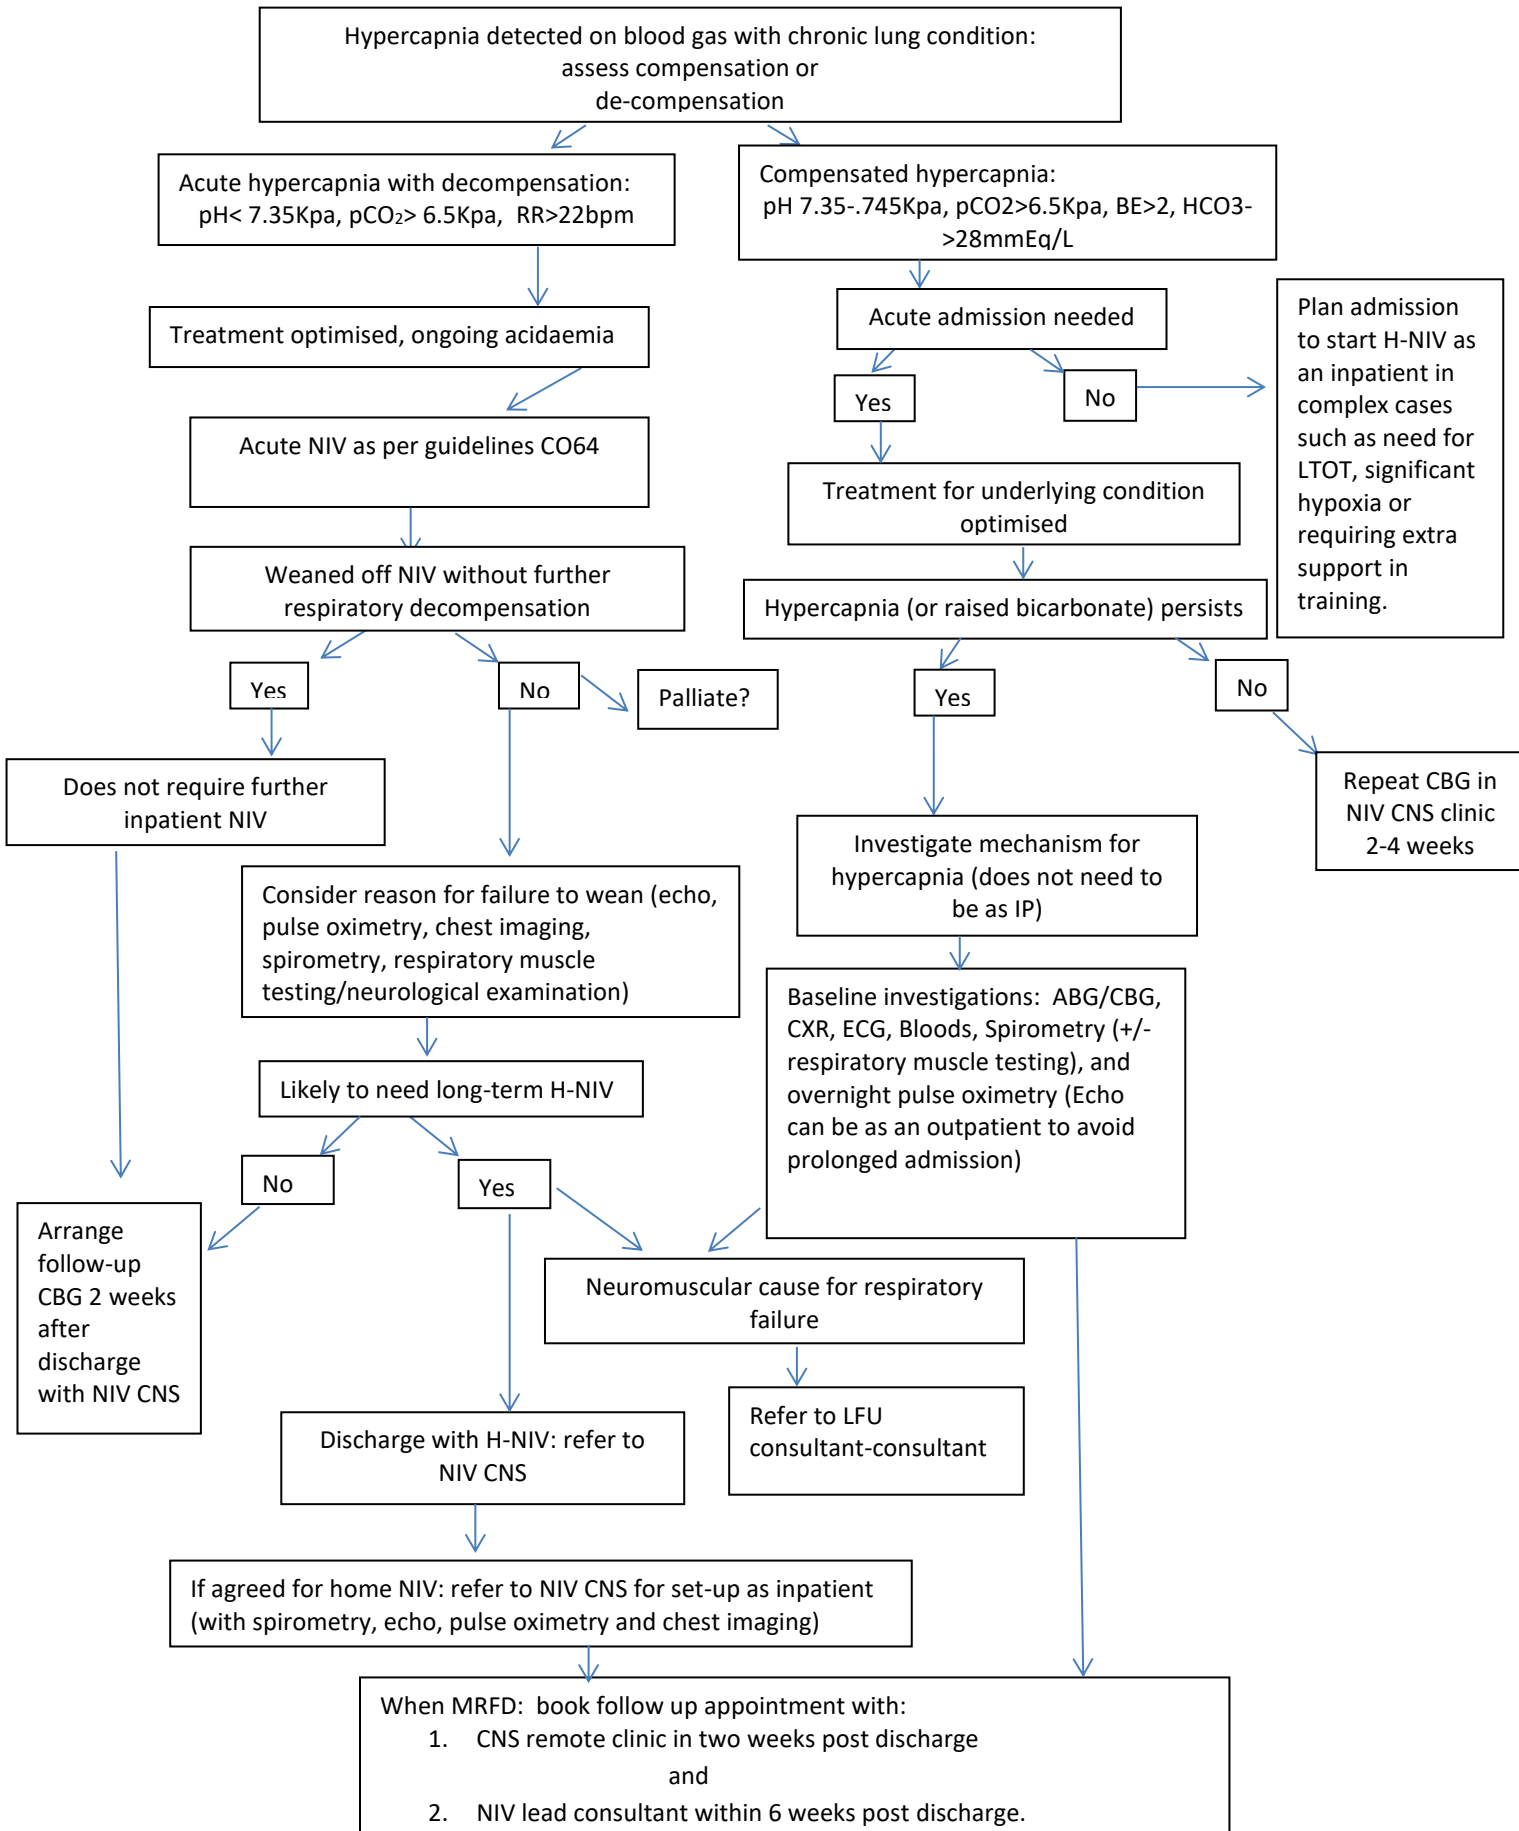 Hypercapnia detected on blood gas with chronic lung condition:
assess compensation or
de-compensation
Acute hypercapnia with decompensation:
pH< 7.35Kpa, pCO₂> 6.5Kpa, RR>22bpm
Compensated hypercapnia:
pH 7.35-.745Kpa, pCO2>6.5Kpa, BE>2, HCO3-
>28mmEq/L
Treatment optimised, ongoing acidaemia
Acute admission needed
Plan admission
to start H-NIV as
an inpatient in
complex cases
such as need for
LTOT, significant
hypoxia or
requiring extra
support in
training.
Yes
No
Acute NIV as per guidelines CO64
Treatment for underlying condition
optimised
Weaned off NIV without further
respiratory decompensation
Hypercapnia (or raised bicarbonate) persists
Yes
No
Palliate?
Yes
No
Does not require further
inpatient NIV
Repeat CBG in
NIV CNS clinic
2-4 weeks
Investigate mechanism for
hypercapnia (does not need to
be as IP)
Consider reason for failure to wean (echo,
pulse oximetry, chest imaging,
spirometry, respiratory muscle
testing/neurological examination)
Baseline investigations: ABG/CBG,
CXR, ECG, Bloods, Spirometry (+/-
respiratory muscle testing), and
overnight pulse oximetry (Echo
can be as an outpatient to avoid
prolonged admission)
Likely to need long-term H-NIV
No
Yes
Arrange
follow-up
CBG 2 weeks
after
discharge
with NIV CNS
Neuromuscular cause for respiratory
failure
Refer to LFU
consultant-consultant
Discharge with H-NIV: refer to
NIV CNS
If agreed for home NIV: refer to NIV CNS for set-up as inpatient
(with spirometry, echo, pulse oximetry and chest imaging)
When MRFD: book follow up appointment with:
1. CNS remote clinic in two weeks post discharge
and
2. NIV lead consultant within 6 weeks post discharge.